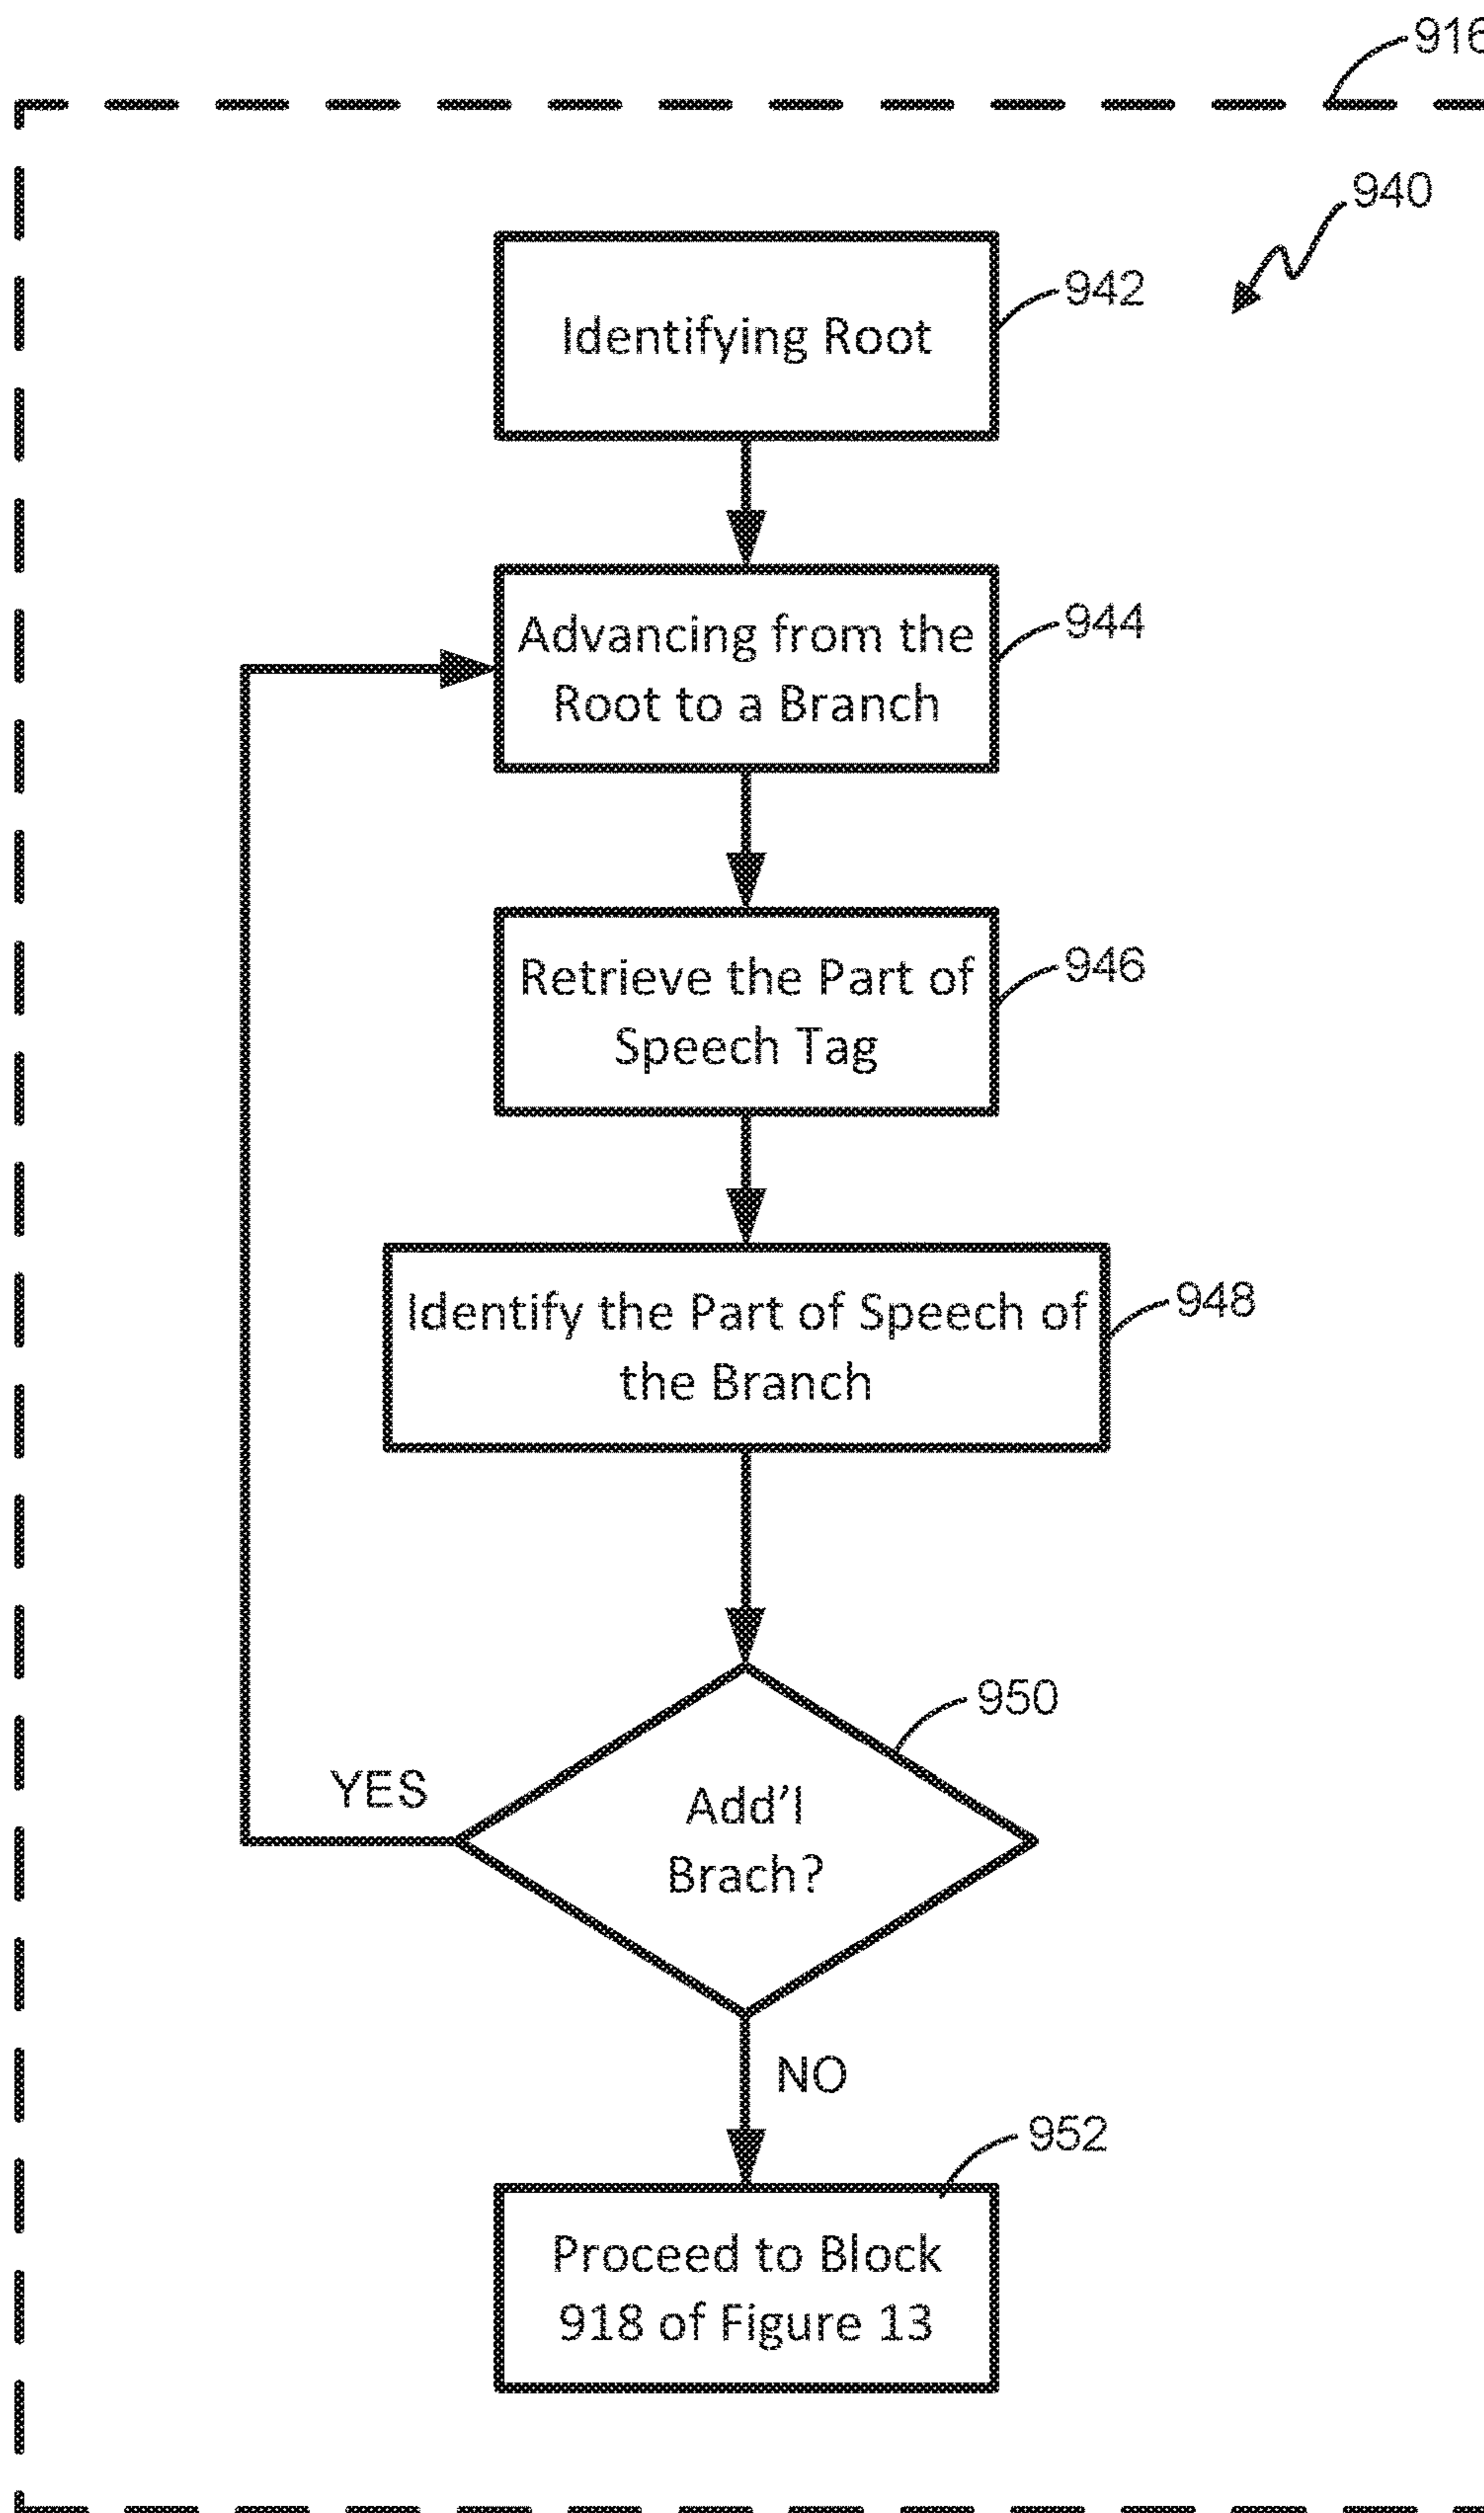 916
940
942
Identifying Root
944
Advancing from the
Root to a Branch
946
Retrieve the Part of
Speech Tag
948
Identify the Part of Speech of
the Branch
950
YES
Add'l
Brach?
NO
952
Proceed to Block
918 of Figure 13